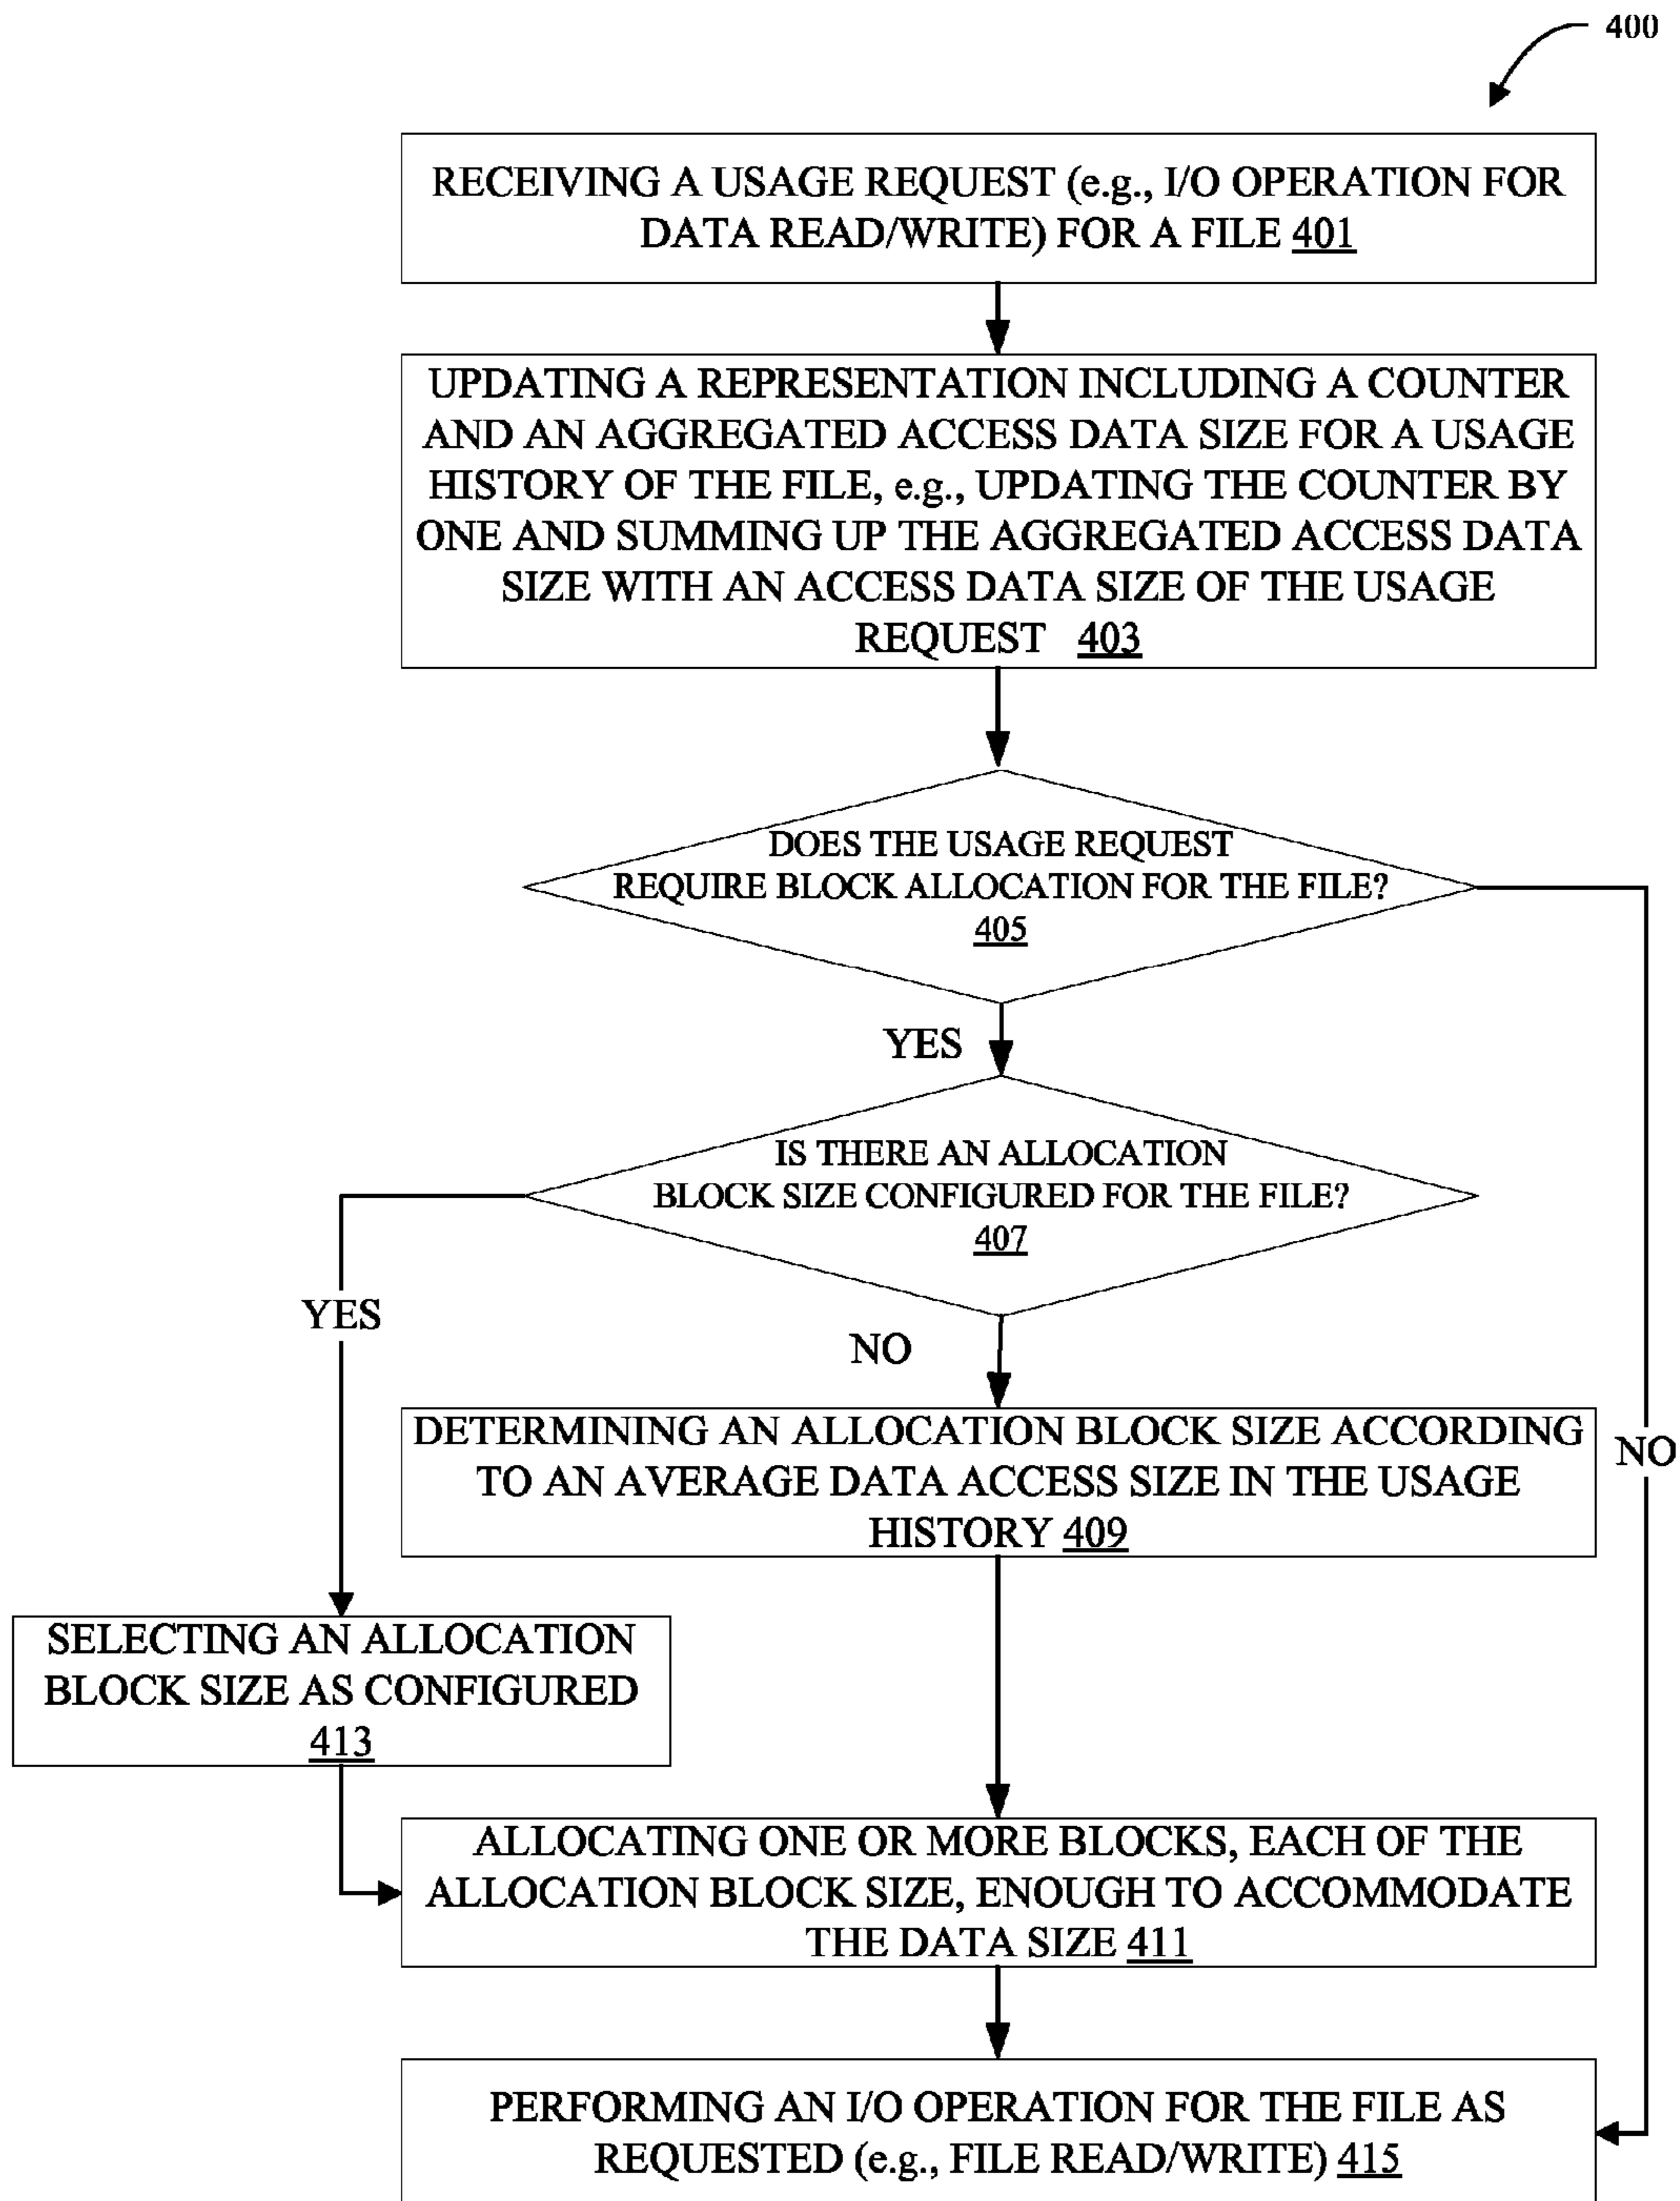 400
RECEIVING A USAGE REQUEST (e.g., I/O OPERATION FOR
DATA READ/WRITE) FOR A FILE 401
UPDATING A REPRESENTATION INCLUDING A COUNTER
AND AN AGGREGATED ACCESS DATA SIZE FOR A USAGE
HISTORY OF THE FILE, e.g., UPDATING THE COUNTER BY
ONE AND SUMMING UP THE AGGREGATED ACCESS DATA
SIZE WITH AN ACCESS DATA SIZE OF THE USAGE
REQUEST 403
DOES THE USAGE REQUEST
REQUIRE BLOCK ALLOCATION FOR THE FILE?
405
YES
IS THERE AN ALLOCATION
BLOCK SIZE CONFIGURED FOR THE FILE?
407
YES
NO
DETERMINING AN ALLOCATION BLOCK SIZE ACCORDING
TO AN AVERAGE DATA ACCESS SIZE IN THE USAGE
HISTORY 409
NO
SELECTING AN ALLOCATION
BLOCK SIZE AS CONFIGURED
413
ALLOCATING ONE OR MORE BLOCKS, EACH OF THE
ALLOCATION BLOCK SIZE, ENOUGH TO ACCOMMODATE
THE DATA SIZE 411
PERFORMING AN I/O OPERATION FOR THE FILE AS
REQUESTED (e.g., FILE READ/WRITE) 415